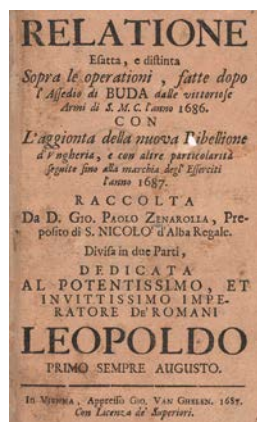 RELATIONE
Esatta, e distinta
Sopra le operationi, fatte dopo
l'Assedio di BUDA dalle vittoriose
Armi di S. M. C. l'anno 1686.
CON
L'aggionta della nuova Ribellione
d'Vngheria, e con altre particolarità
seguite sino alla marchia degl'Esserciti
l'anno 1687.
RACCOLTA
Da D. GIO. PAOLO ZENAROLLA, Pre-
posito di S. NICOLO' d'Alba Regale.
Divisa in due Parti,
DEDICATA
AL POTENTISSIMO, ET
INVITTISSIMO IMPE-
RATORE DE' ROMANI
LEOPOLDO
PRIMO SEMPRE AUGUSTO.
In VIENNA, Appresso GIO. VAN GHELEN. 1687.
Con Licenza de' Superiori.